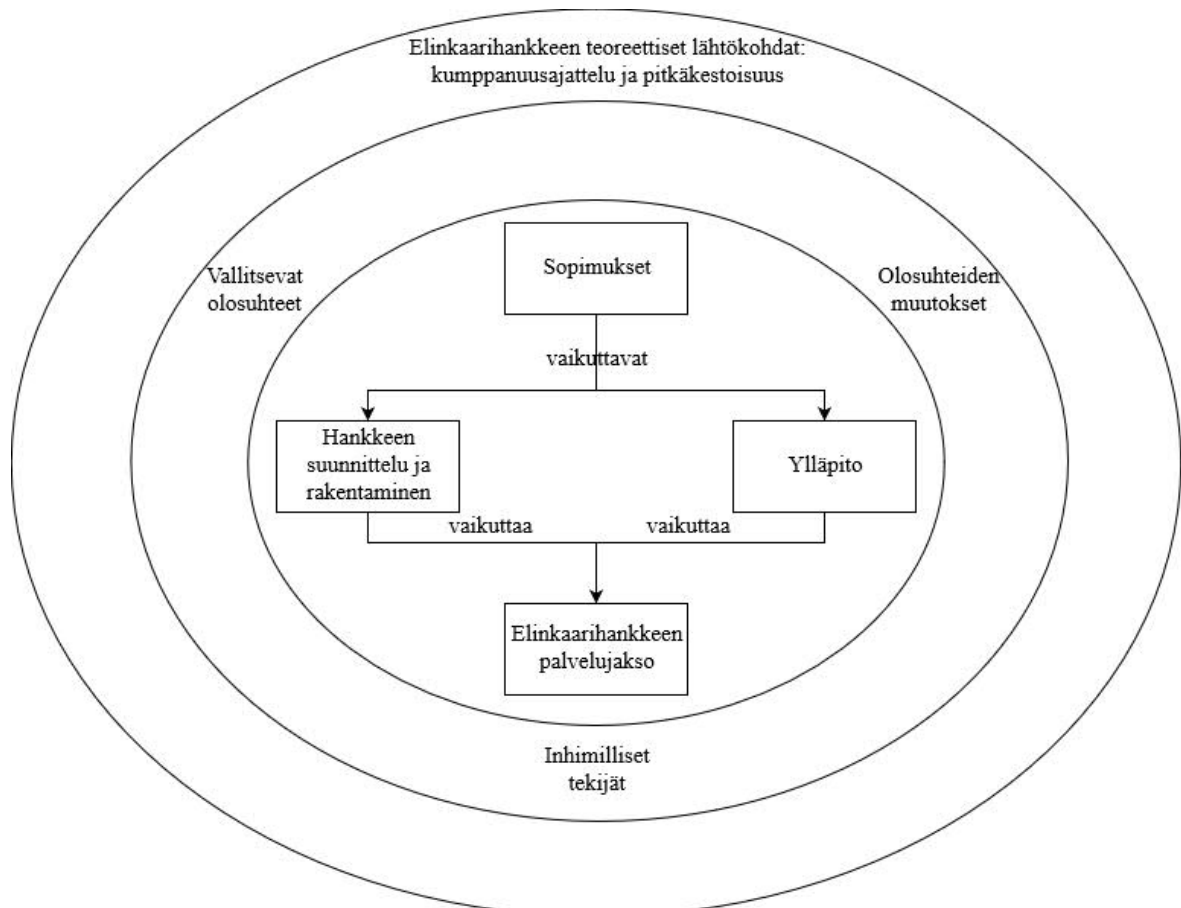 Elinkaarihankkeen teoreettiset lähtökohdat:
kumppanuusajattelu ja pitkäkestoisuus
Vallitsevat
olosuhteet
Olosuhteiden
muutokset
Sopimukset
vaikuttavat
Hankkeen
suunnittelu ja
rakentaminen
Ylläpito
vaikuttaa
vaikuttaa
Elinkaarihankkeen
palvelujakso
Inhimilliset
tekijät